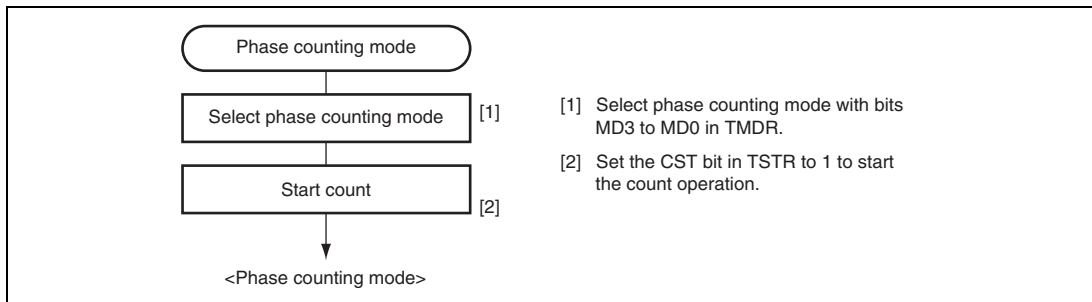 Phase counting mode
Select phase counting mode
[1]
Start count
[2]
<Phase counting mode>
[1] Select phase counting mode with bits
MD3 to MD0 in TMDR.
[2] Set the CST bit in TSTR to 1 to start
the count operation.